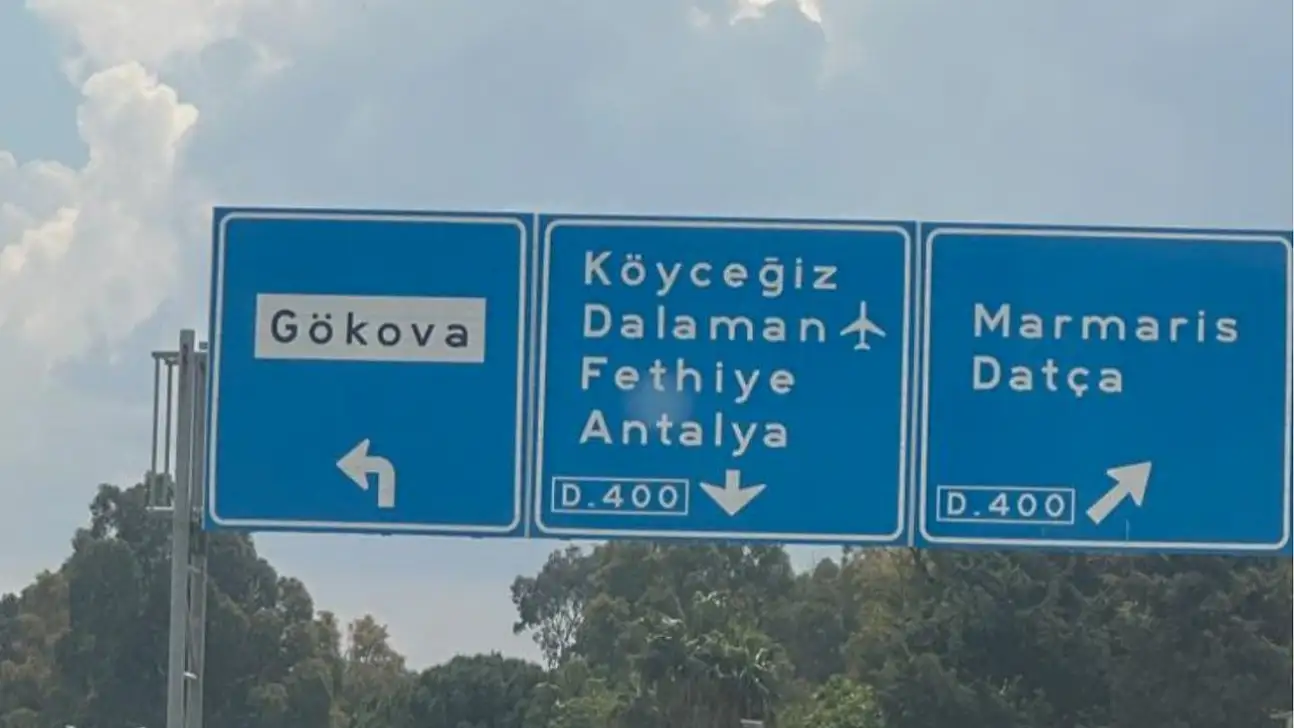 Gökova
Köyceğiz
Dalaman
Fethiye
Antalya
D.400
Marmaris
Datça
D.400